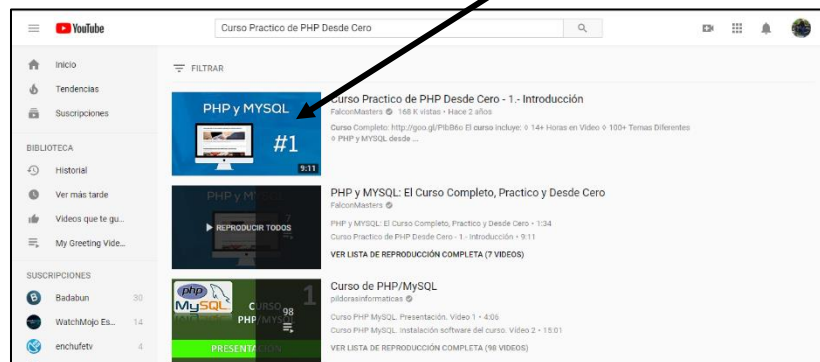 YouTube
Curso Practico de PHP Desde Cero
Inicio
Tendencias
Suscripciones
BIBLIOTECA
Historial
Ver más tarde
Videos que te gu...
My Greeting Vide...
SUSCRIPCIONES
Badabun 30
WatchMojo Es... 14
enchufetv 4
FILTRAR
PHP y MYSQL
#1
9:11
Curso Practico de PHP Desde Cero - 1.- Introducción
FalconMasters 168 K vistas • Hace 2 años
Curso Completo: http://goo.gl/PIbB6o El curso incluye: ◊ 14+ Horas en Video ◊ 100+ Temas Diferentes
◊ PHP y MYSQL desde ...
PHP y M
7
REPRODUCIR TODOS
PHP y MYSQL: El Curso Completo, Practico y Desde Cero
FalconMasters
PHP y MYSQL: El Curso Completo, Practico y Desde Cero • 1:34
Curso Practico de PHP Desde Cero - 1.- Introducción • 9:11
VER LISTA DE REPRODUCCIÓN COMPLETA (7 VIDEOS)
php
MySQL
1
CURSO
PHP/MYSQL
98
PRESENTACIÓN
Curso de PHP/MySQL
pildorasinformaticas
Curso PHP MySQL. Presentación. Vídeo 1 • 4:06
Curso PHP MySQL. Instalación software del curso. Vídeo 2 • 15:01
VER LISTA DE REPRODUCCIÓN COMPLETA (98 VIDEOS)